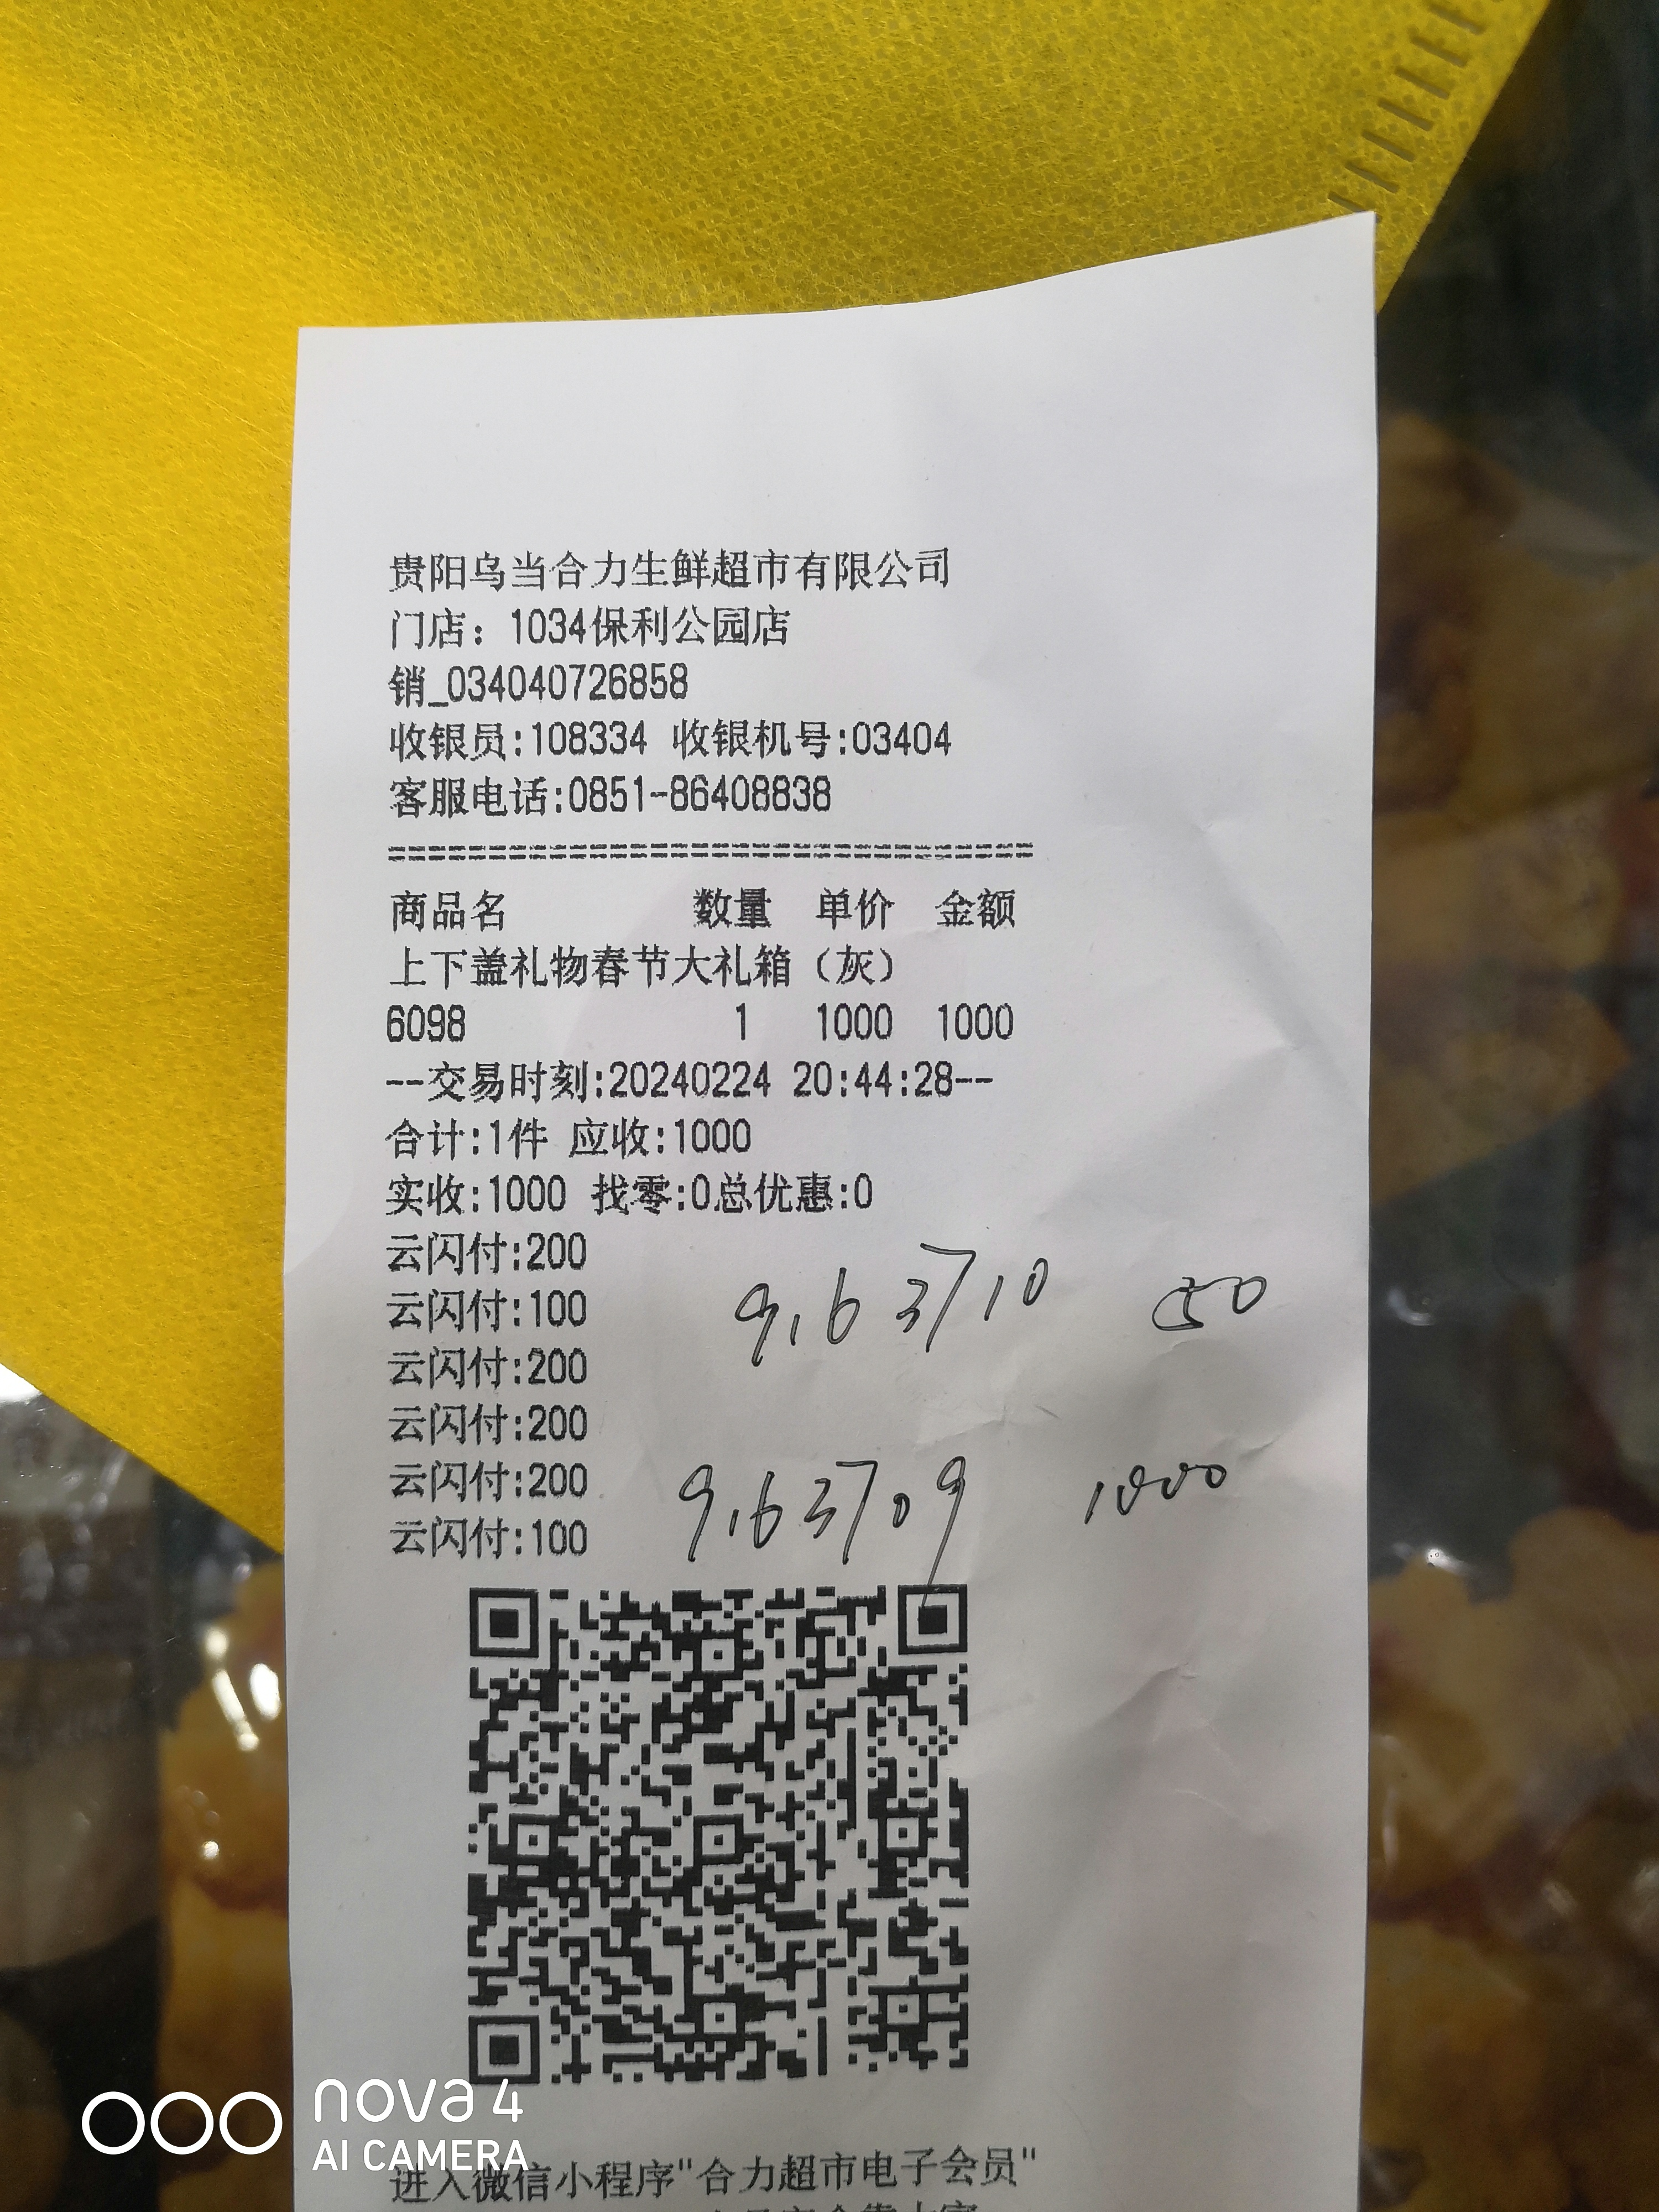 贵阳乌当合力生鲜超市有限公司
门店：1034保利公园店
销_034040726858
收银员:108334 收银机号:03404
客服电话:0851-86408838
================================
商品名 数量 单价 金额
上下盖礼物春节大礼箱（灰）
6098 1 1000 1000
--交易时刻:20240224 20:44:28--
合计:1件 应收:1000
实收:1000 找零:0总优惠:0
云闪付:200
云闪付:100 9163710 50
云闪付:200
云闪付:200
云闪付:200 9163709 1000
云闪付:100
nova 4
AI CAMERA
进入微信小程序"合力超市电子会员"